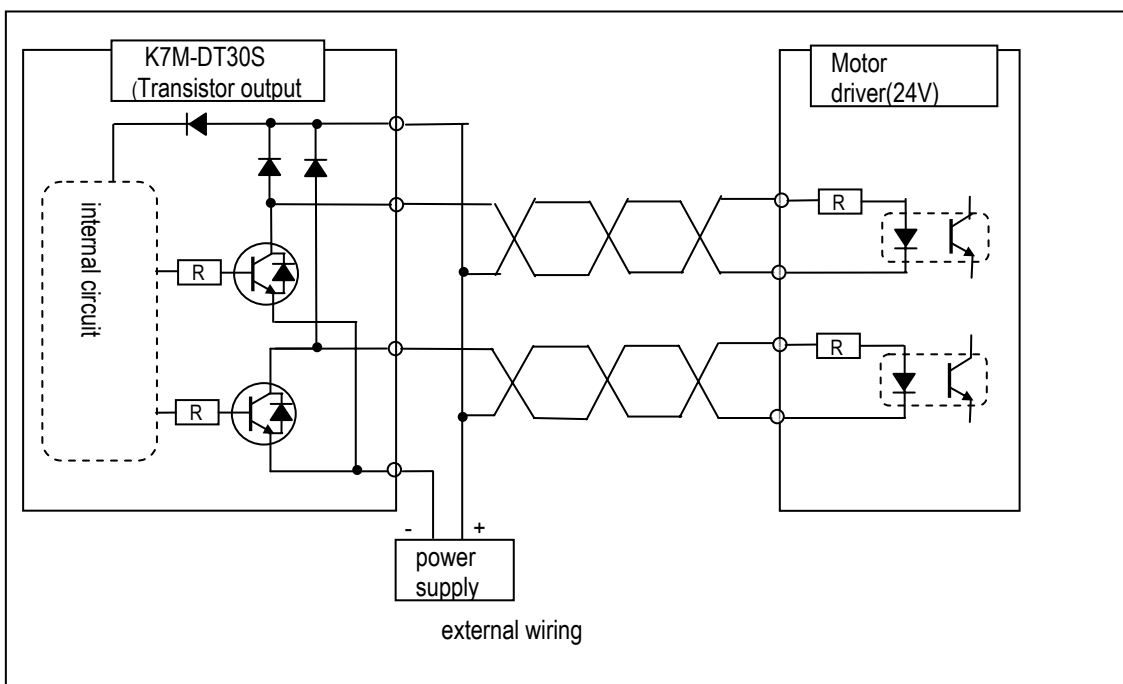 K7M-DT30S
(Transistor output
Motor
driver(24V)
internal circuit
R
R
R
R
- +
power
supply
external wiring